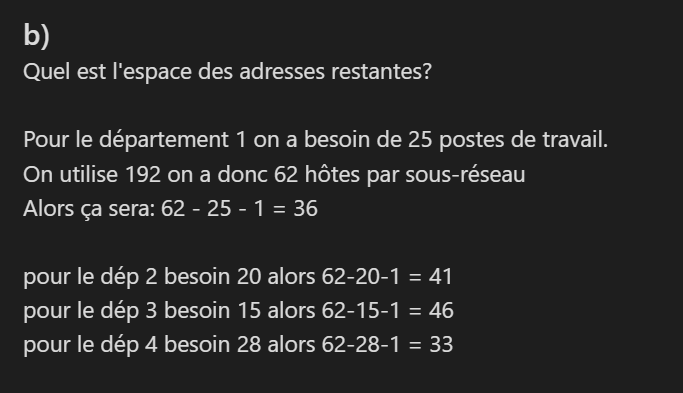 b)
Quel est l'espace des adresses restantes?
Pour le département 1 on a besoin de 25 postes de travail.
On utilise 192 on a donc 62 hôtes par sous-réseau
Alors ça sera: 62 - 25 - 1 = 36
pour le dép 2 besoin 20 alors 62-20-1 = 41
pour le dép 3 besoin 15 alors 62-15-1 = 46
pour le dép 4 besoin 28 alors 62-28-1 = 33